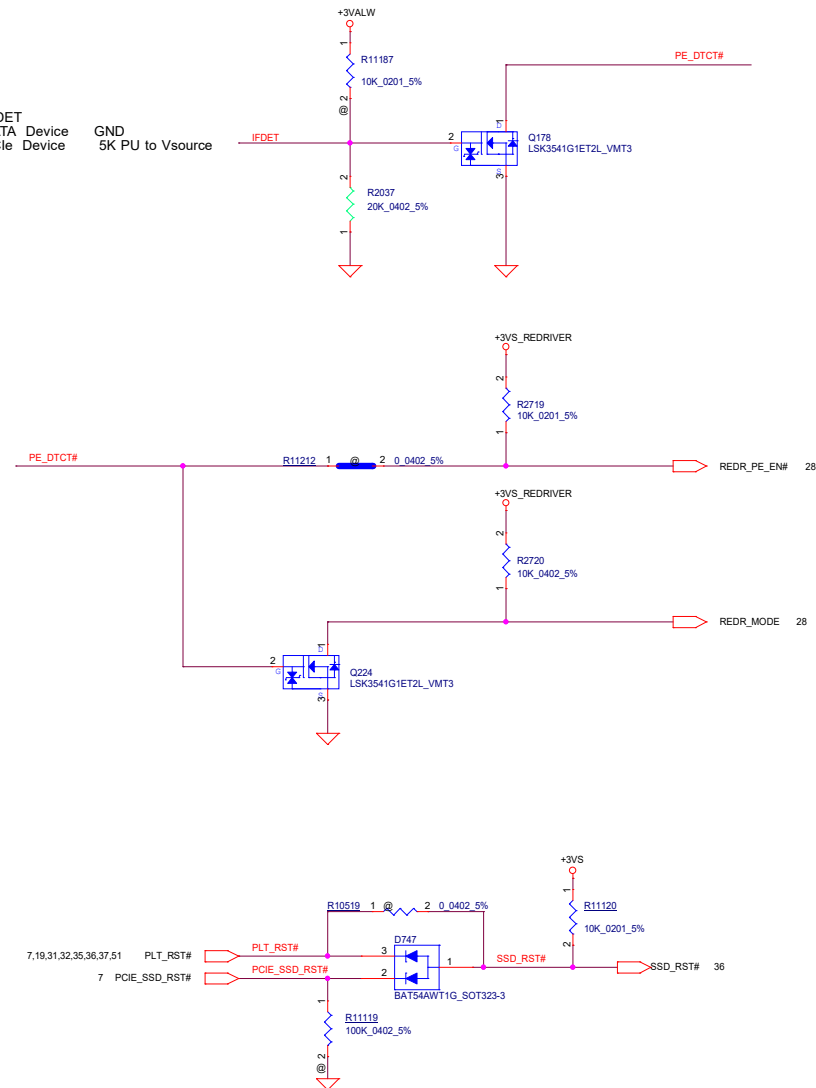 +3VALW
1
R11187
10K_0201_5%
@ 2
PE_DTCT#
TA Device GND
5K PU to Vsource
Device
IFDET
2
G
D
1
S
3
Q178
LSK3541G1ET2L_VMT3
2
R2037
20K_0402_5%
1
+3VS_REDRIVER
2
R2719
10K_0201_5%
1
PE_DTCT#
R11212 1 @ 2 0_0402_5%
REDR_PE_EN# 28
+3VS_REDRIVER
2
R2720
10K_0402_5%
1
REDR_MODE 28
2
G
D
1
S
3
Q224
LSK3541G1ET2L_VMT3
+3VS
1
R11120
10K_0201_5%
2
R10519 1 @ 2 0_0402_5%
D747
7,19,31,32,35,36,37,51 PLT_RST# PLT_RST# 3
1 SSD_RST# SSD_RST# 36
7 PCIE_SSD_RST# PCIE_SSD_RST# 2
BAT54AWT1G_SOT323-3
1
R11119
100K_0402_5%
@ 2